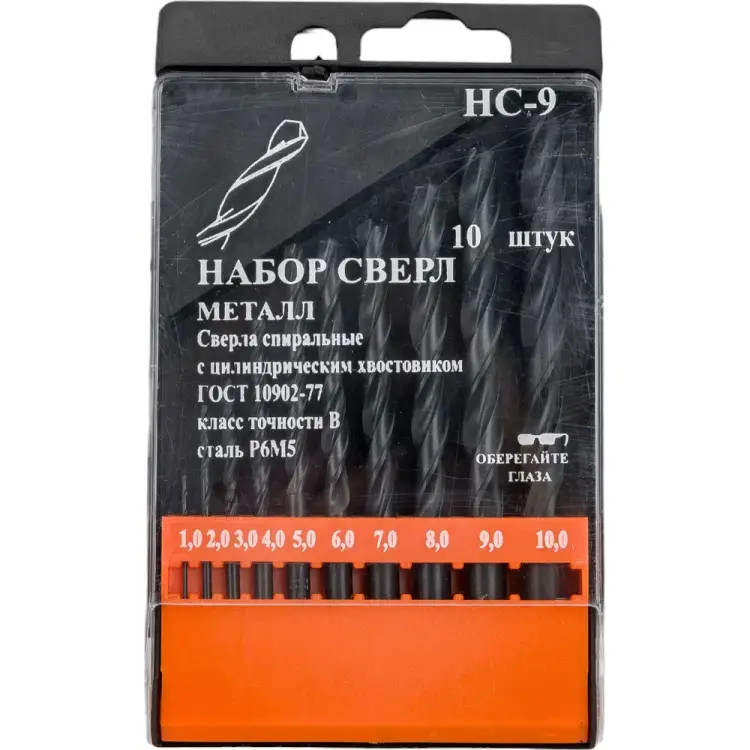 НС-9
10 штук
НАБОР СВЕРЛ
МЕТАЛЛ
Сверла спиральные
с цилиндрическим хвостовиком
ГОСТ 10902-77
класс точности В
сталь Р6М5
ОБЕРЕГАЙТЕ
ГЛАЗА
1,0 2,0 3,0 4,0 5,0 6,0 7,0 8,0 9,0 10,0